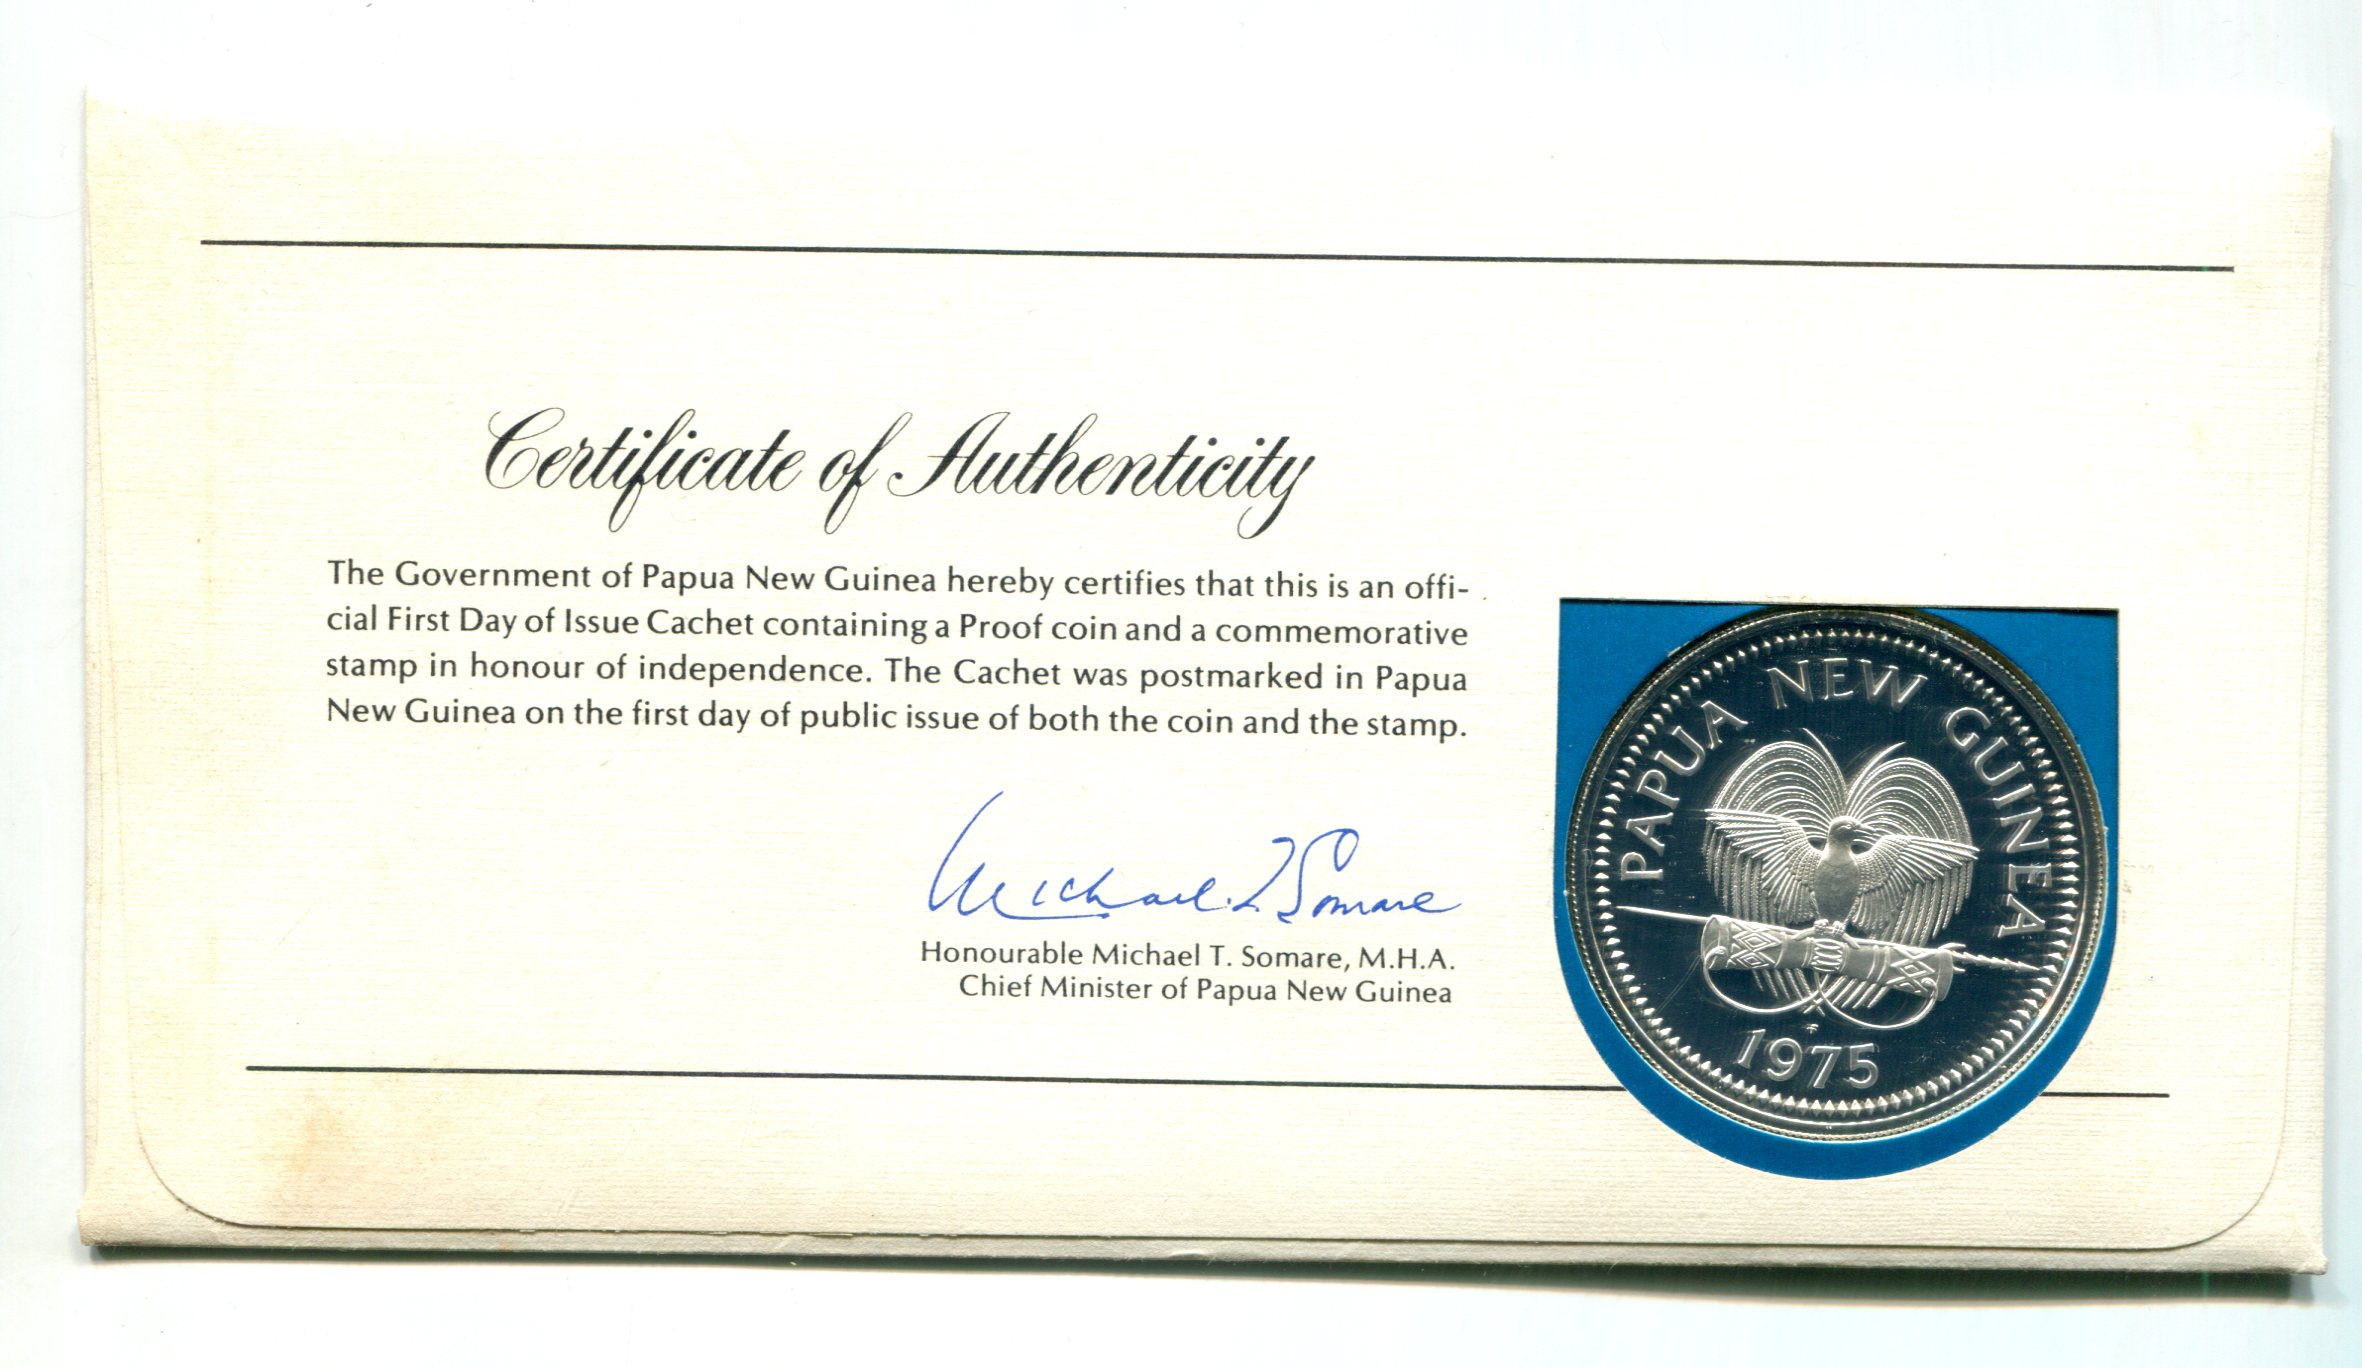 Certificate of Authenticity
The Government of Papua New Guinea hereby certifies that this is an offi-
cial First Day of Issue Cachet containing a Proof coin and a commemorative
stamp in honour of independence. The Cachet was postmarked in Papua
New Guinea on the first day of public issue of both the coin and the stamp.
Michael T Somare
Honourable Michael T. Somare, M.H.A.
Chief Minister of Papua New Guinea
PAPUA NEW GUINEA
1975